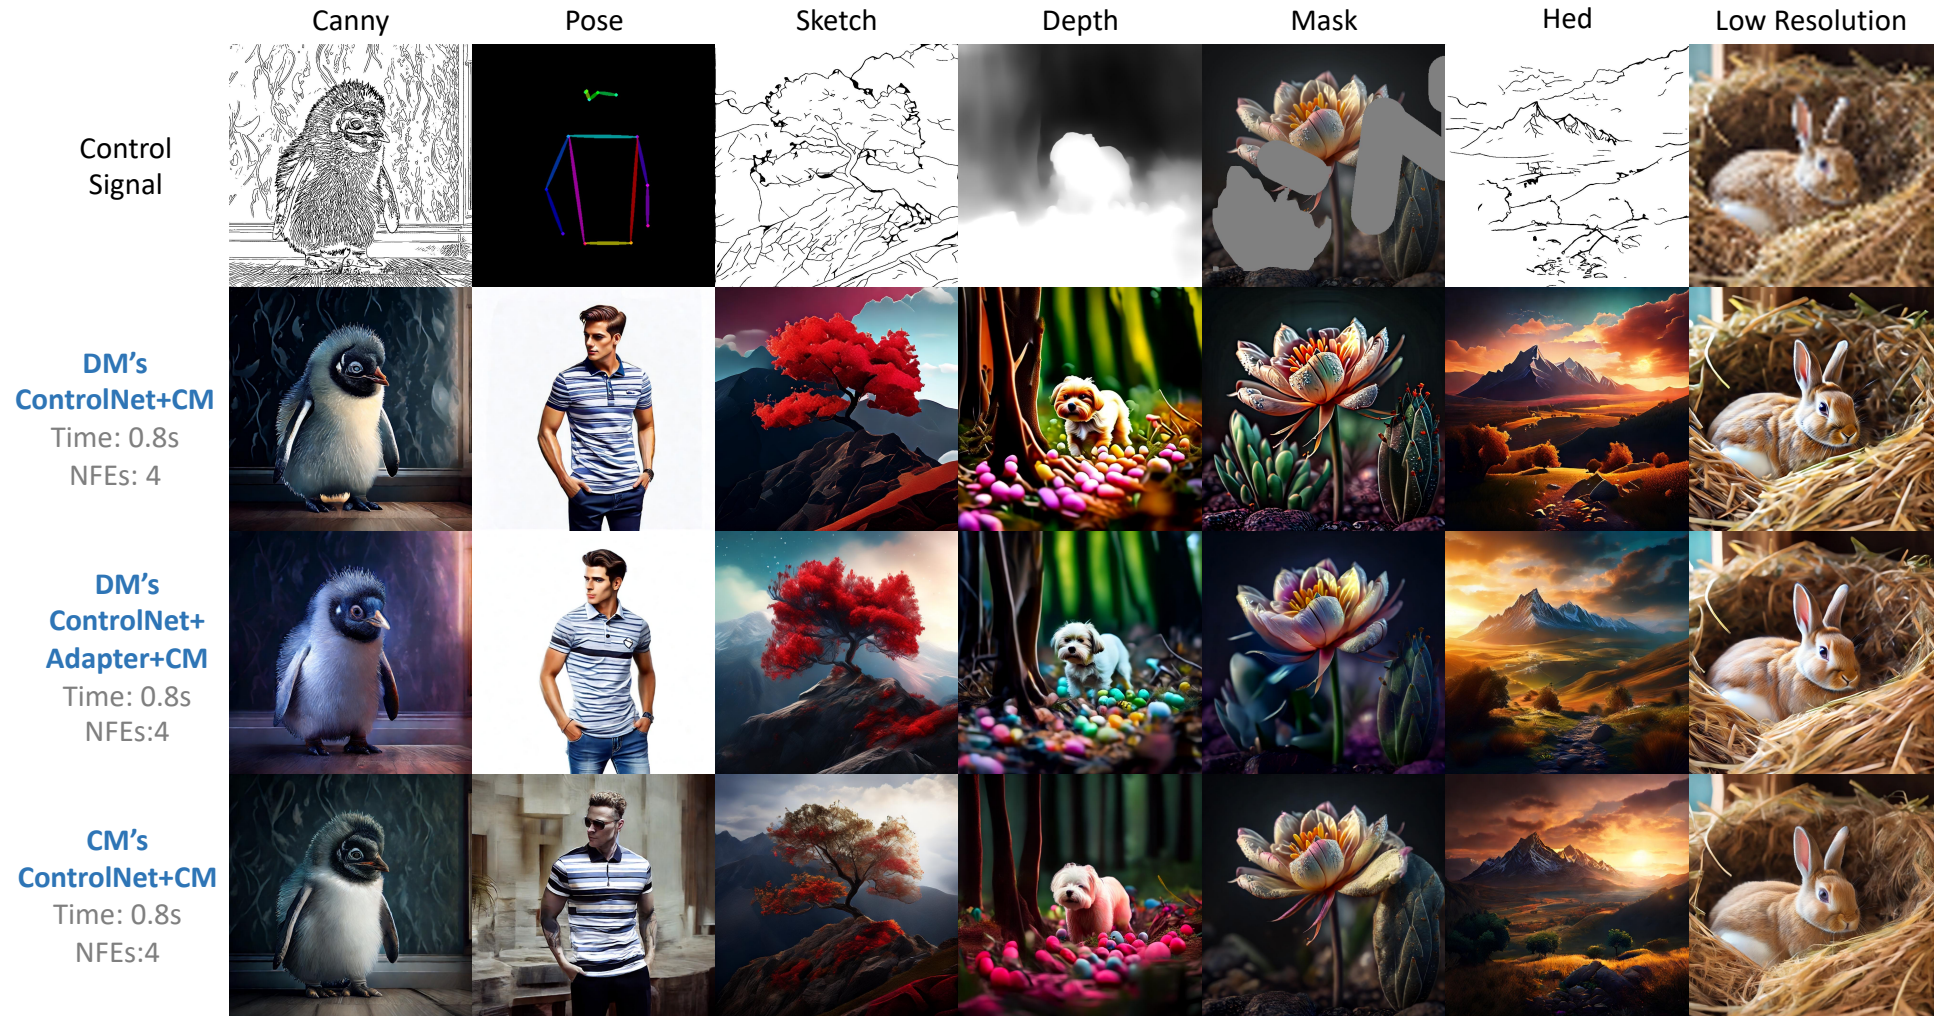 Canny Pose Sketch Depth Mask Hed Low Resolution
Control
Signal
DM's
ControlNet+CM
Time: 0.8s
NFEs: 4
DM's
ControlNet+
Adapter+CM
Time: 0.8s
NFEs:4
CM's
ControlNet+CM
Time: 0.8s
NFEs:4